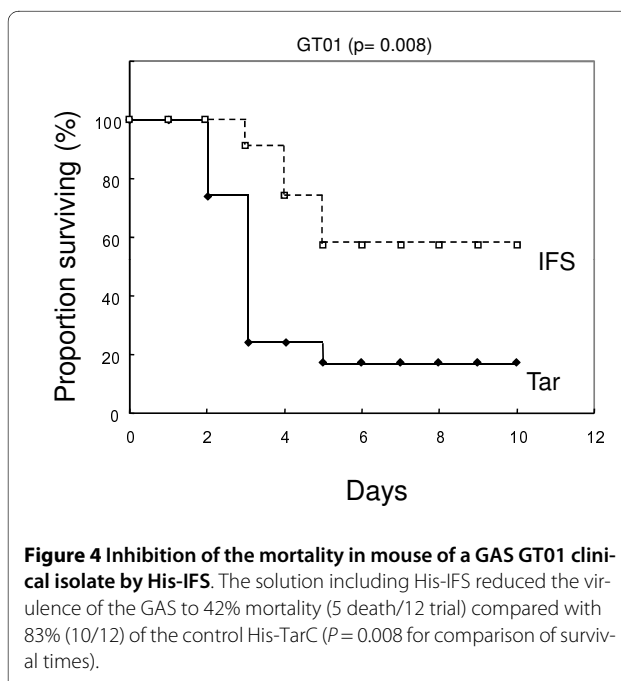 GT01 (p= 0.008)
Proportion surviving (%)
100
80
60
40
20
0
IFS
Tar
0 2 4 6 8 10 12
Days
Figure 4 Inhibition of the mortality in mouse of a GAS GT01 clini-
cal isolate by His-IFS. The solution including His-IFS reduced the vir-
ulence of the GAS to 42% mortality (5 death/12 trial) compared with
83% (10/12) of the control His-TarC (P = 0.008 for comparison of surviv-
al times).